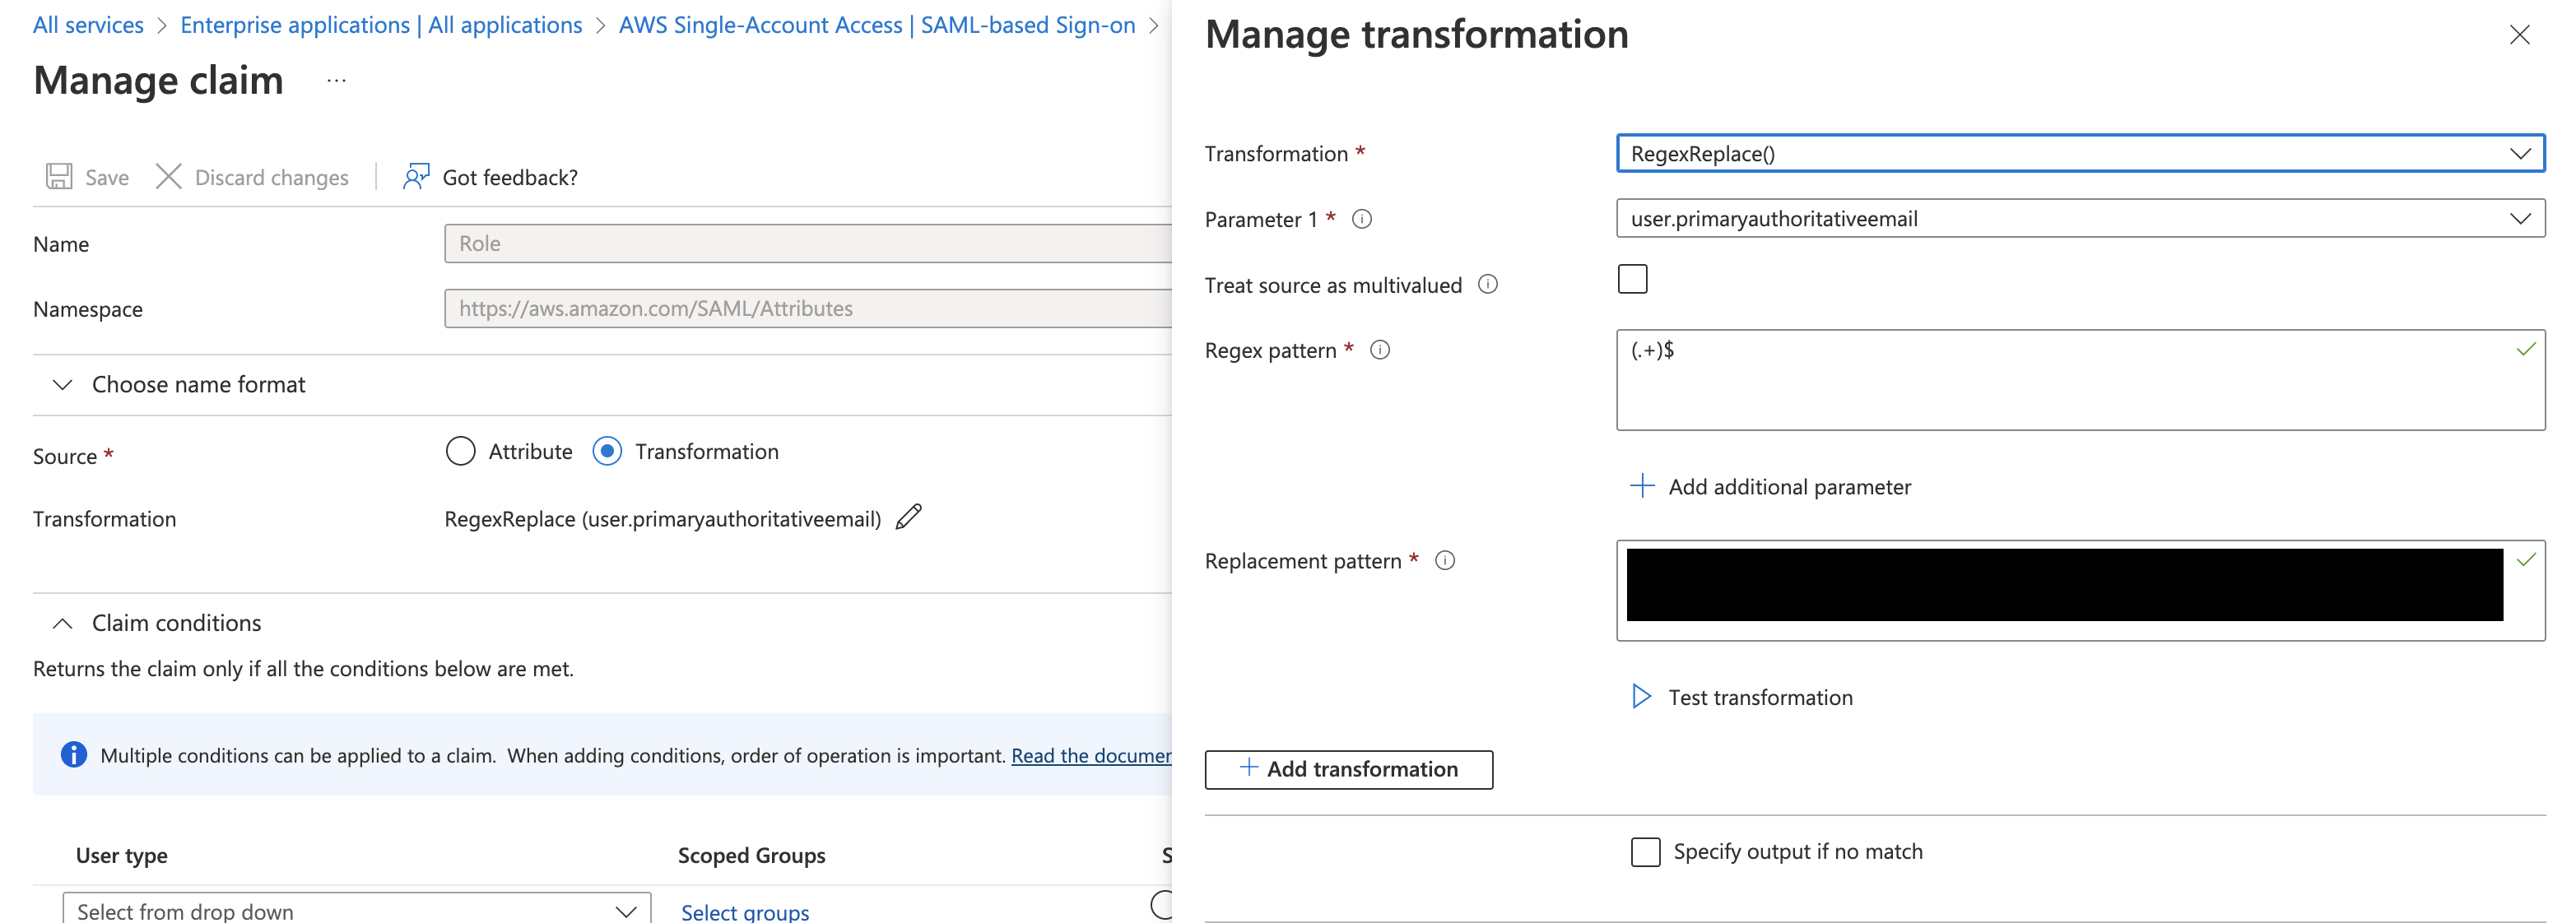 All services > Enterprise applications | All applications > AWS Single-Account Access | SAML-based Sign-on >
Manage claim ...
Save Discard changes Got feedback?
Name Role
Namespace https://aws.amazon.com/SAML/Attributes
Choose name format
Source * Attribute Transformation
Transformation RegexReplace (user.primaryauthoritativeemail)
Claim conditions
Returns the claim only if all the conditions below are met.
Multiple conditions can be applied to a claim. When adding conditions, order of operation is important. Read the documen
User type Scoped Groups S
Select from drop down Select groups
Manage transformation
Transformation * RegexReplace()
Parameter 1 * user.primaryauthoritativeemail
Treat source as multivalued
Regex pattern * (.+)$
Add additional parameter
Replacement pattern *
Test transformation
+ Add transformation
Specify output if no match